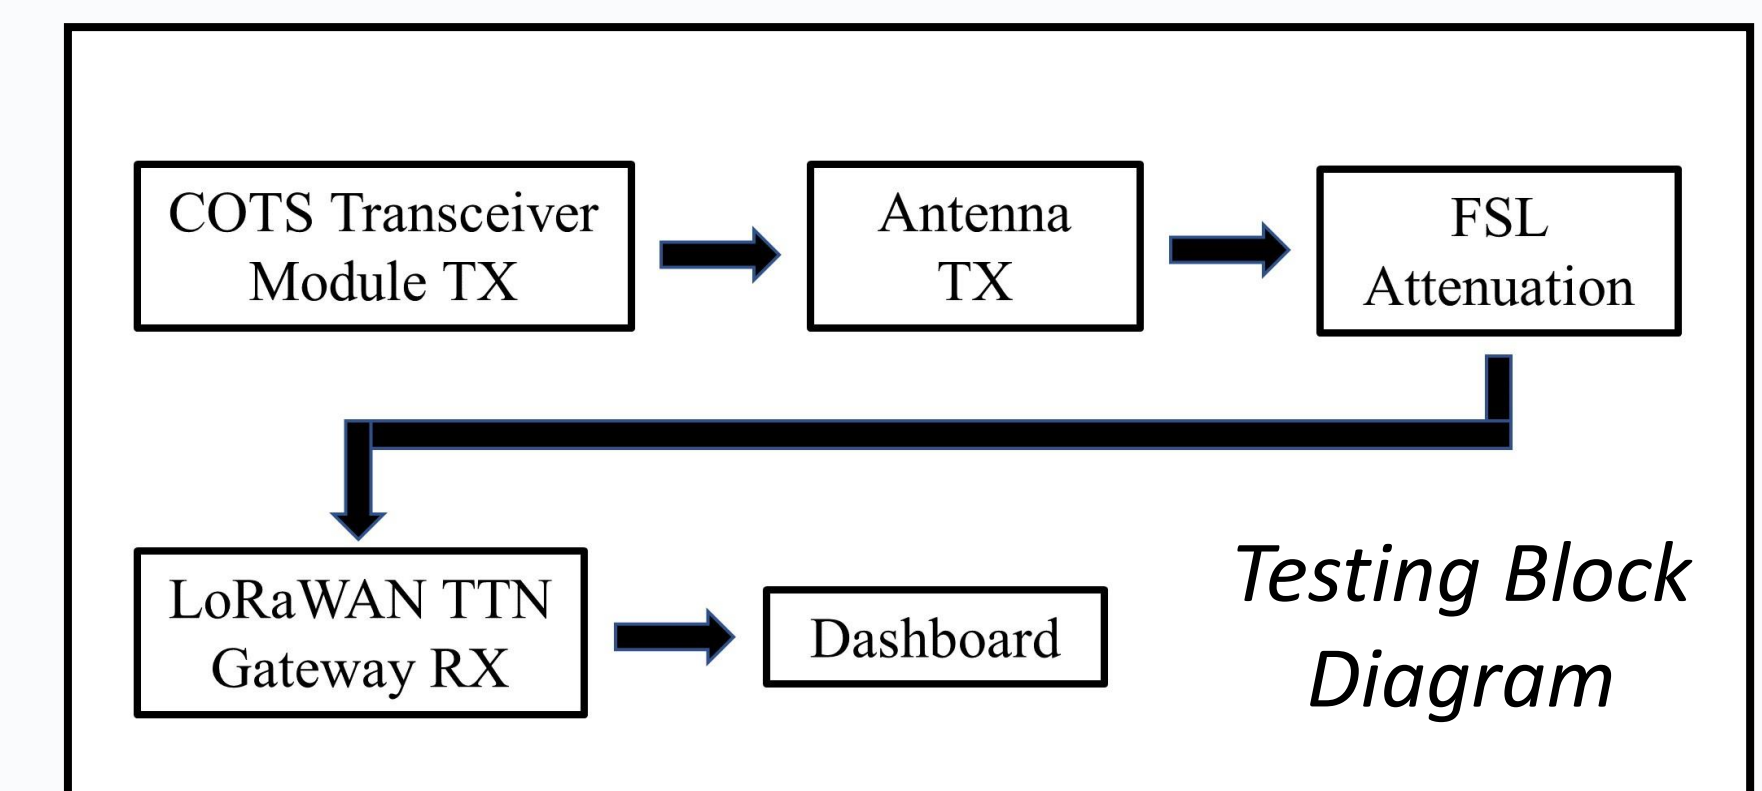 COTS Transceiver
Module TX
Antenna
TX
FSL
Attenuation
LoRaWAN TTN
Gateway RX
Dashboard
Testing Block
Diagram